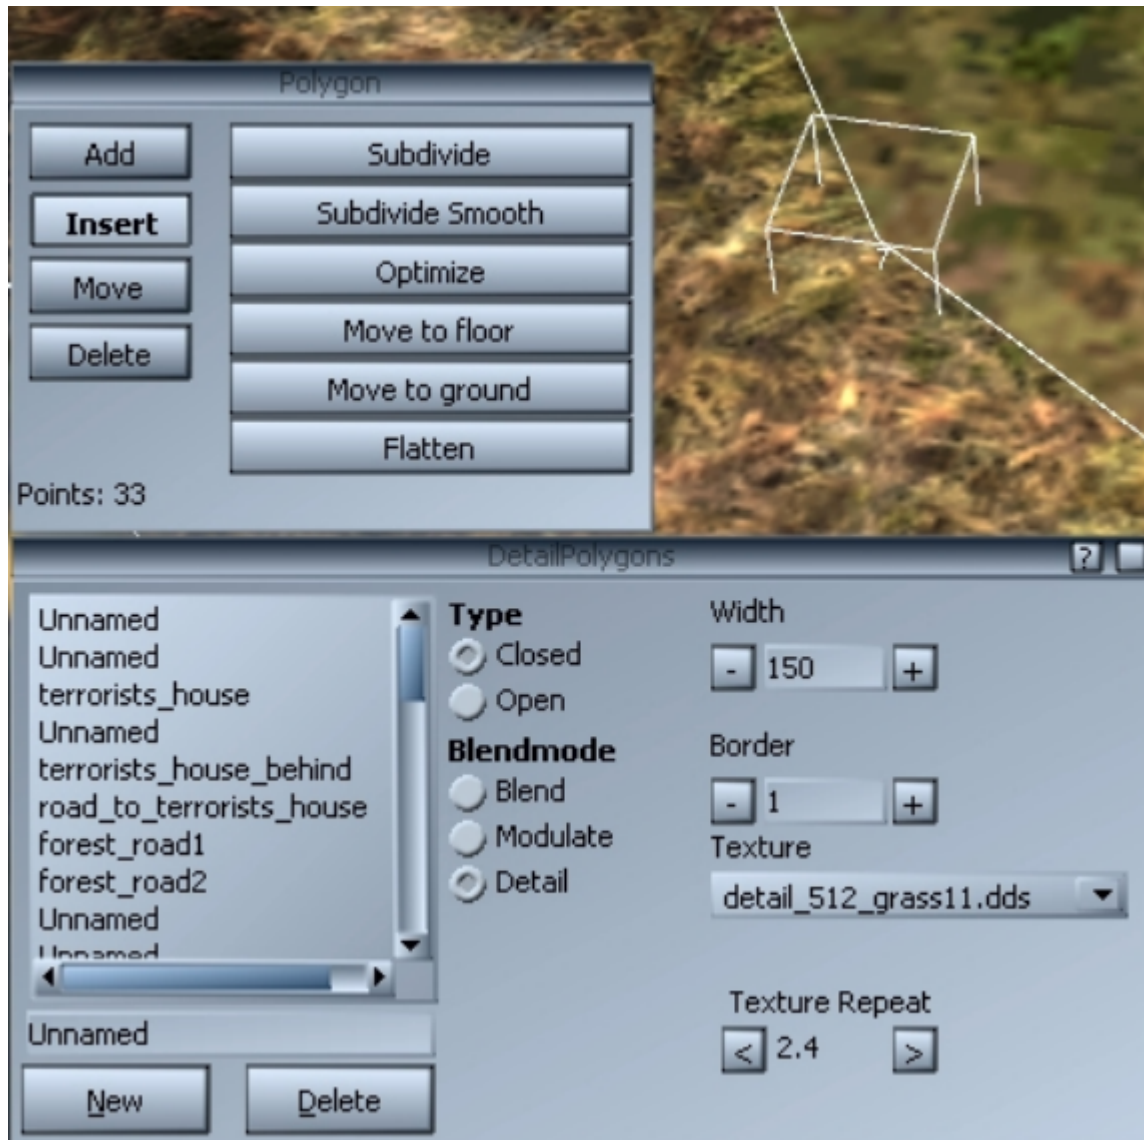 Polygon
Add
Insert
Move
Delete
Subdivide
Subdivide Smooth
Optimize
Move to floor
Move to ground
Flatten
Points: 33
DetailPolygons
?
Unnamed
Unnamed
terrorists_house
Unnamed
terrorists_house_behind
road_to_terrorists_house
forest_road1
forest_road2
Unnamed
Unnamed
Unnamed
New
Delete
Type
Closed
Open
Blendmode
Blend
Modulate
Detail
Width
- 150 +
Border
- 1 +
Texture
detail_512_grass11.dds
Texture Repeat
< 2.4 >